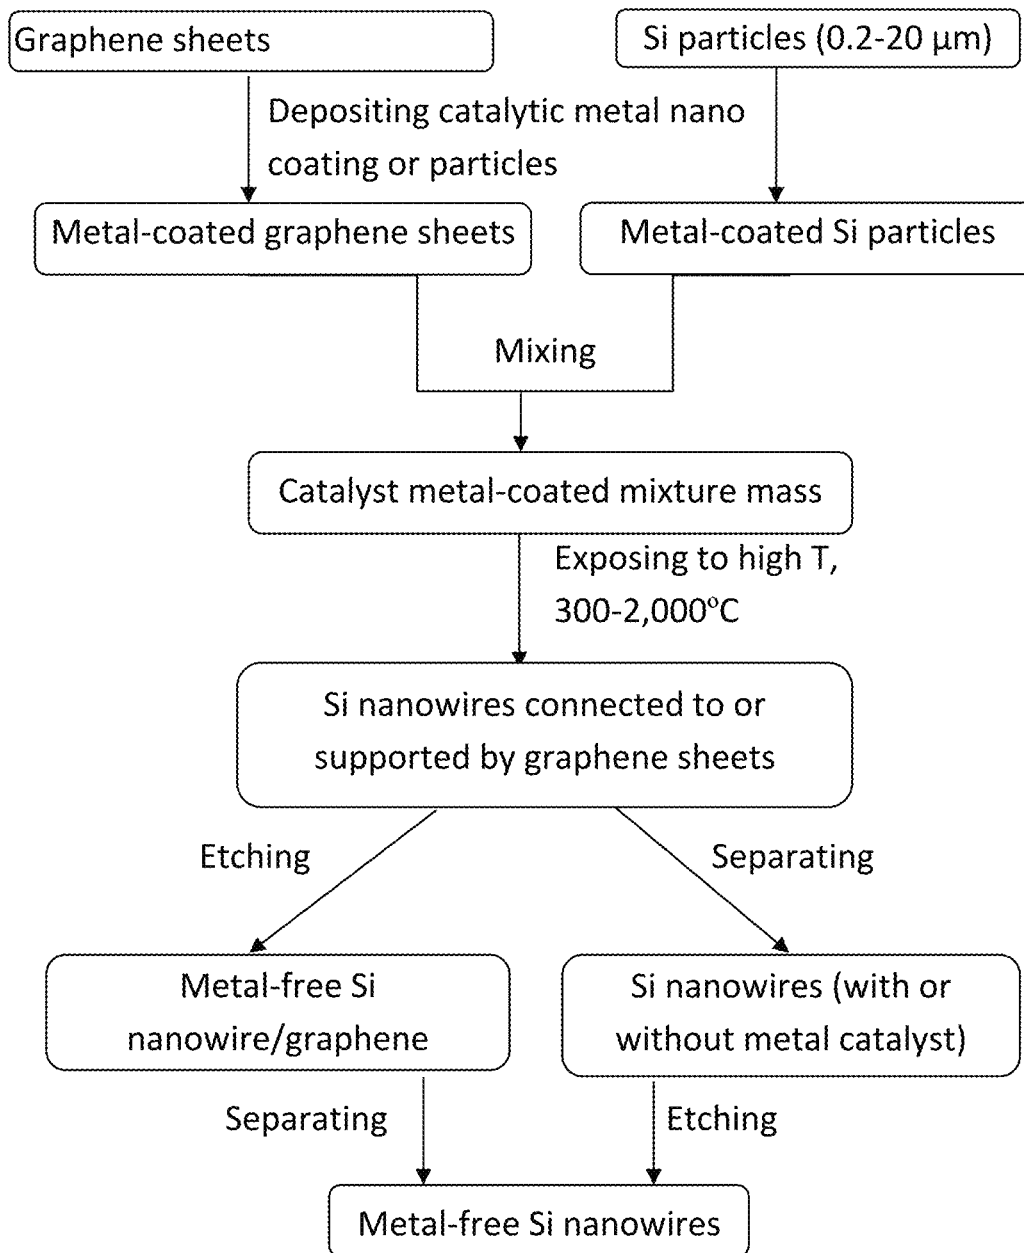 Graphene sheets
Si particles (0.2-20 µm)
Depositing catalytic metal nano
coating or particles
Metal-coated graphene sheets
Metal-coated Si particles
Mixing
Catalyst metal-coated mixture mass
Exposing to high T,
300-2,000ºC
Si nanowires connected to or
supported by graphene sheets
Etching
Separating
Metal-free Si
nanowire/graphene
Si nanowires (with or
without metal catalyst)
Separating
Etching
Metal-free Si nanowires